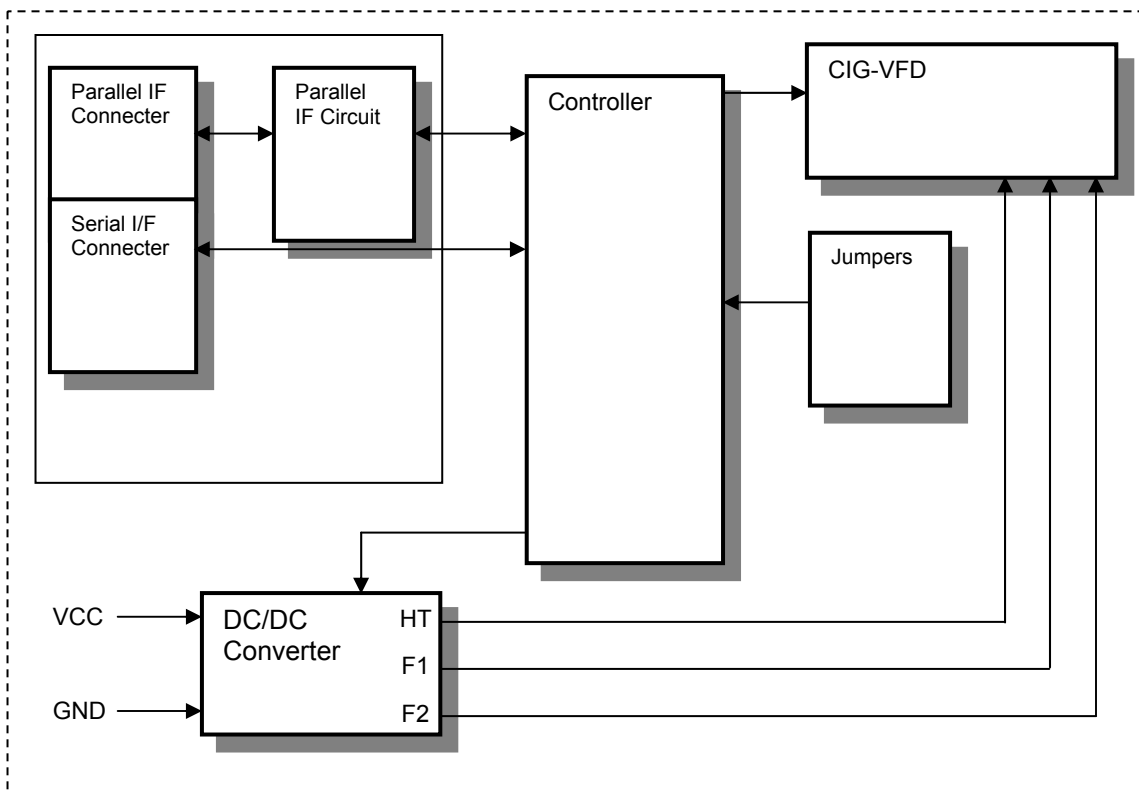 Parallel IF
Connecter
Parallel
IF Circuit
Controller
CIG-VFD
Serial I/F
Connecter
Jumpers
VCC
GND
DC/DC
Converter
HT
F1
F2